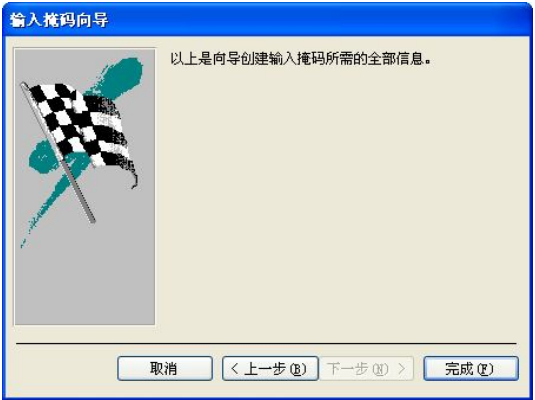 输入掩码向导
以上是向导创建输入掩码所需的全部信息。
取消
< 上一步(B)
下一步(N) >
完成(F)